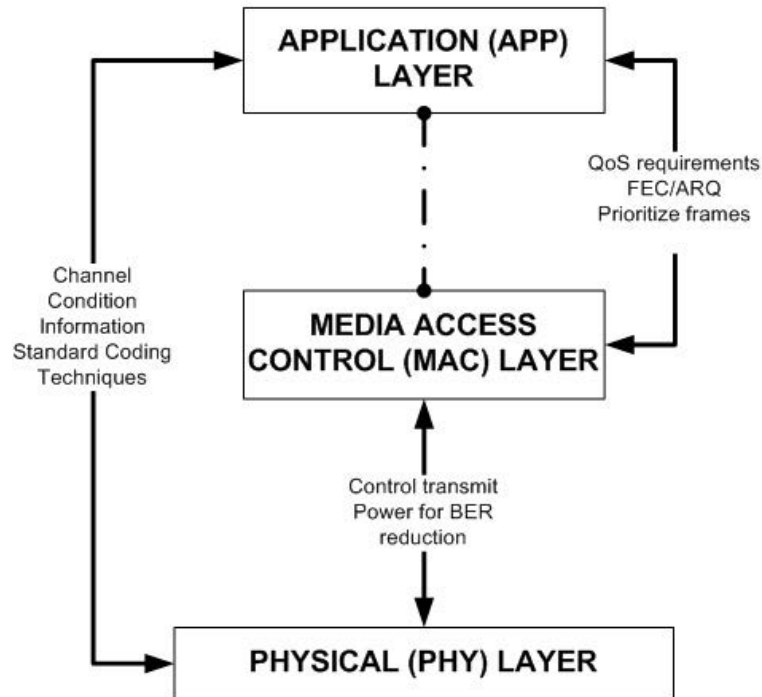 APPLICATION (APP)
LAYER
QoS requirements
FEC/ARQ
Prioritize frames
Channel
Condition
Information
Standard Coding
Techniques
MEDIA ACCESS
CONTROL (MAC) LAYER
Control transmit
Power for BER
reduction
PHYSICAL (PHY) LAYER